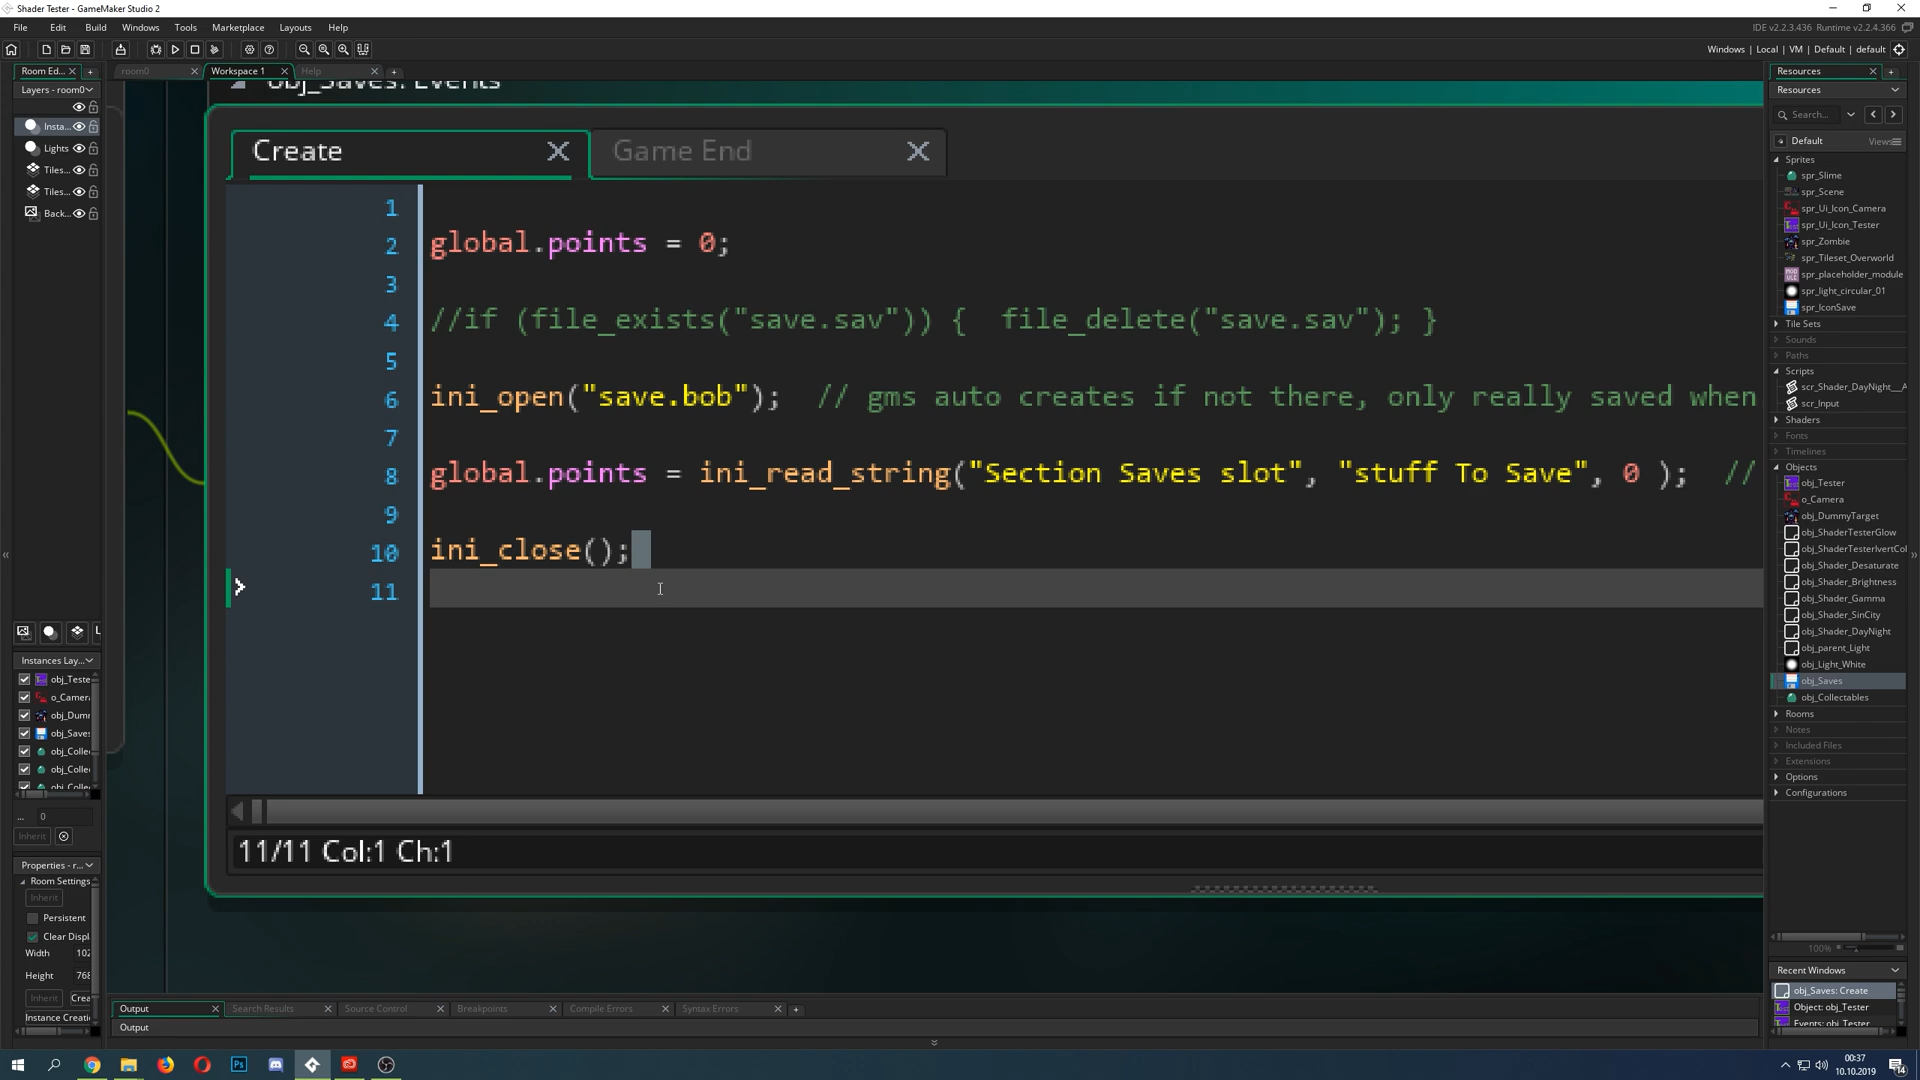 Shader Tester - GameMaker Studio 2
File Edit Build Windows Tools Marketplace Layouts Help
IDE v2.2.3.436 Runtime v2.2.4.366
Windows | Local | VM | Default | default
Room Ed...
room0
Workspace 1
Help
Resources
Layers - room0
Resources
obj_Saves: Events
Search...
Insta...
Lights
Tiles...
Tiles...
Back...
Create
Game End
Default
Views
Sprites
spr_Slime
spr_Scene
spr_Ui_Icon_Camera
spr_Ui_Icon_Tester
spr_Zombie
spr_Tileset_Overworld
spr_placeholder_module
spr_light_circular_01
spr_IconSave
Tile Sets
Sounds
Paths
Scripts
scr_Shader_DayNight__A
scr_Input
Shaders
Fonts
Timelines
Objects
obj_Tester
o_Camera
obj_DummyTarget
obj_ShaderTesterGlow
obj_ShaderTesterIvertCol
obj_Shader_Desaturate
obj_Shader_Brightness
obj_Shader_Gamma
obj_Shader_SinCity
obj_Shader_DayNight
obj_parent_Light
obj_Light_White
obj_Saves
obj_Collectables
Rooms
Notes
Included Files
Extensions
Options
Configurations
1
2 global.points = 0;
3
4 //if (file_exists("save.sav")) {  file_delete("save.sav"); }
5
6 ini_open("save.bob");  // gms auto creates if not there, only really saved when
7
8 global.points = ini_read_string("Section Saves slot", "stuff To Save", 0 );  //
9
10 ini_close();
11
11/11 Col:1 Ch:1
Instances Lay...
obj_Teste
o_Camera
obj_Dum
obj_Saves
obj_Colle
obj_Colle
obj_Colle
... 0
Inherit
Properties - r...
Room Settings
Inherit
Persistent
Clear Displ
Width 102
Height 768
Inherit Crea
Instance Creatio
100%
Recent Windows
obj_Saves: Create
Object: obj_Tester
Events: obj_Tester
Output
Search Results
Source Control
Breakpoints
Compile Errors
Syntax Errors
Output
Ps
00:37
10.10.2019
14